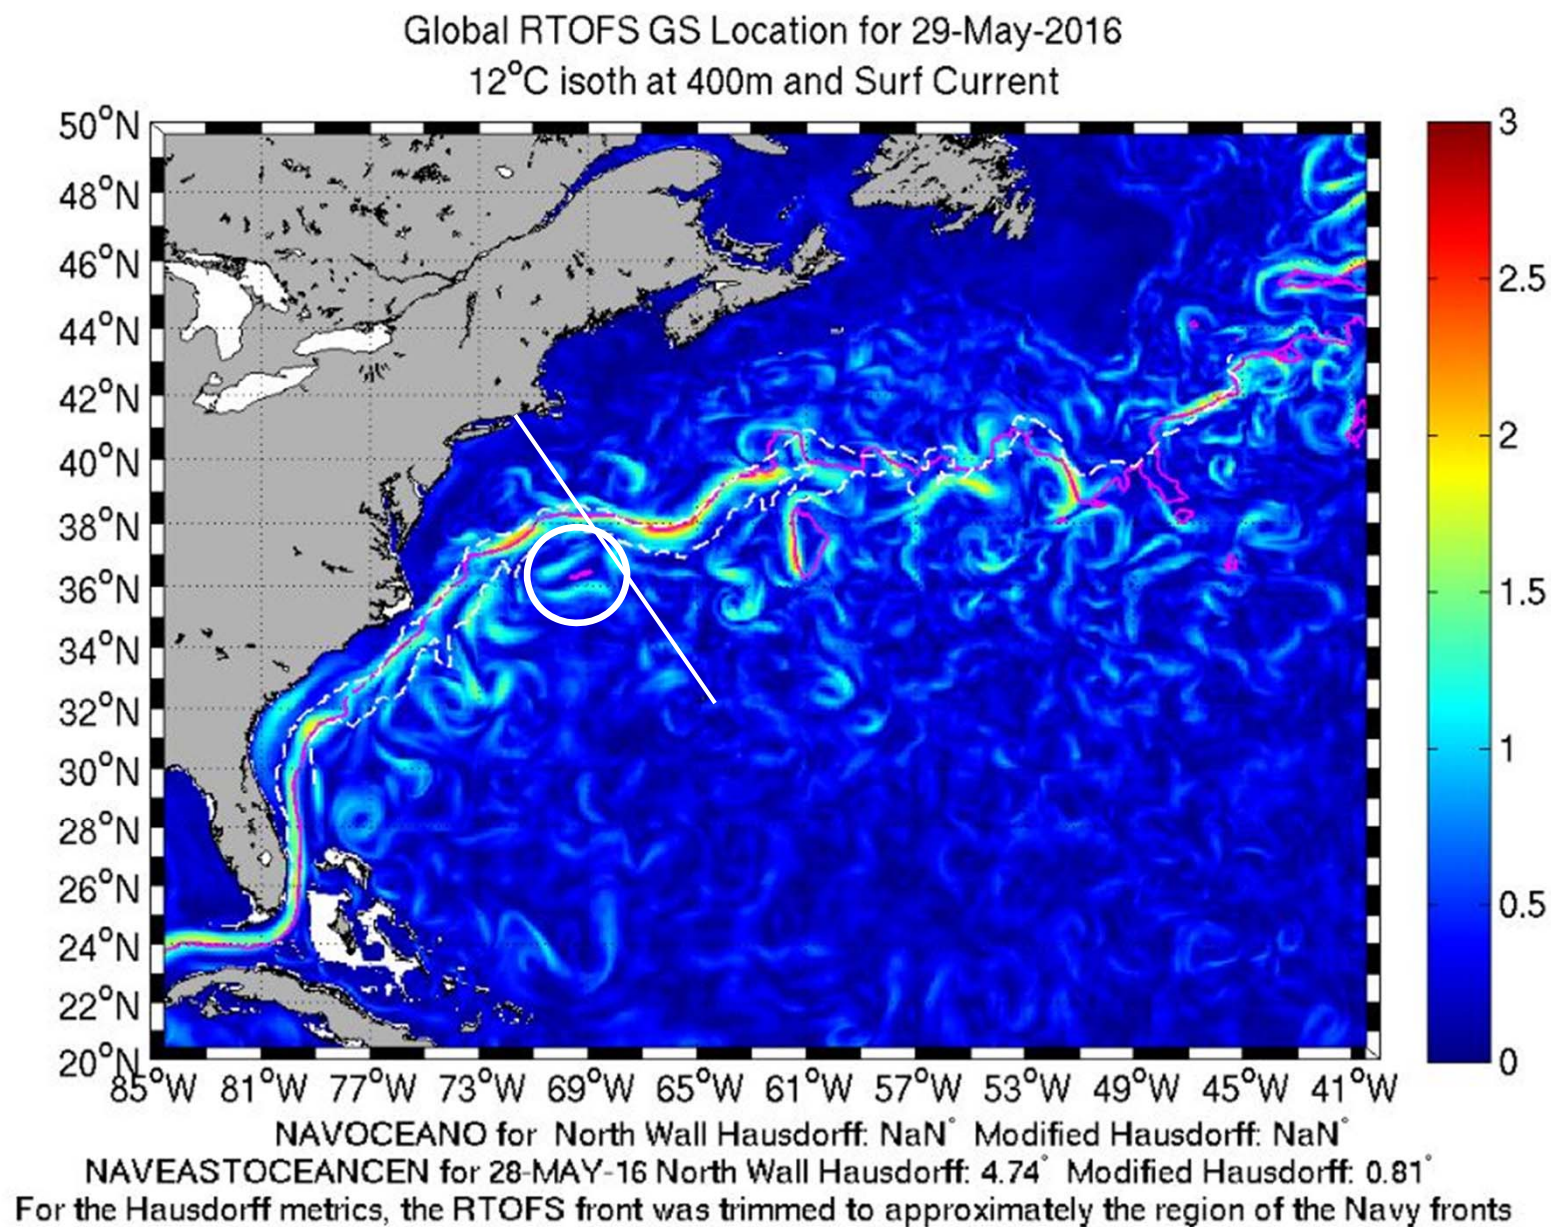 Global RTOFS GS Location for 29-May-2016
12°C isoth at 400m and Surf Current
50°N
48°N
46°N
44°N
42°N
40°N
38°N
36°N
34°N
32°N
30°N
28°N
26°N
24°N
22°N
20°N
85°W 81°W 77°W 73°W 69°W 65°W 61°W 57°W 53°W 49°W 45°W 41°W
3
2.5
2
1.5
1
0.5
0
NAVOCEANO for North Wall Hausdorff: NaN° Modified Hausdorff: NaN°
NAVEASTOCEANCEN for 28-MAY-16 North Wall Hausdorff: 4.74° Modified Hausdorff: 0.81°
For the Hausdorff metrics, the RTOFS front was trimmed to approximately the region of the Navy fronts